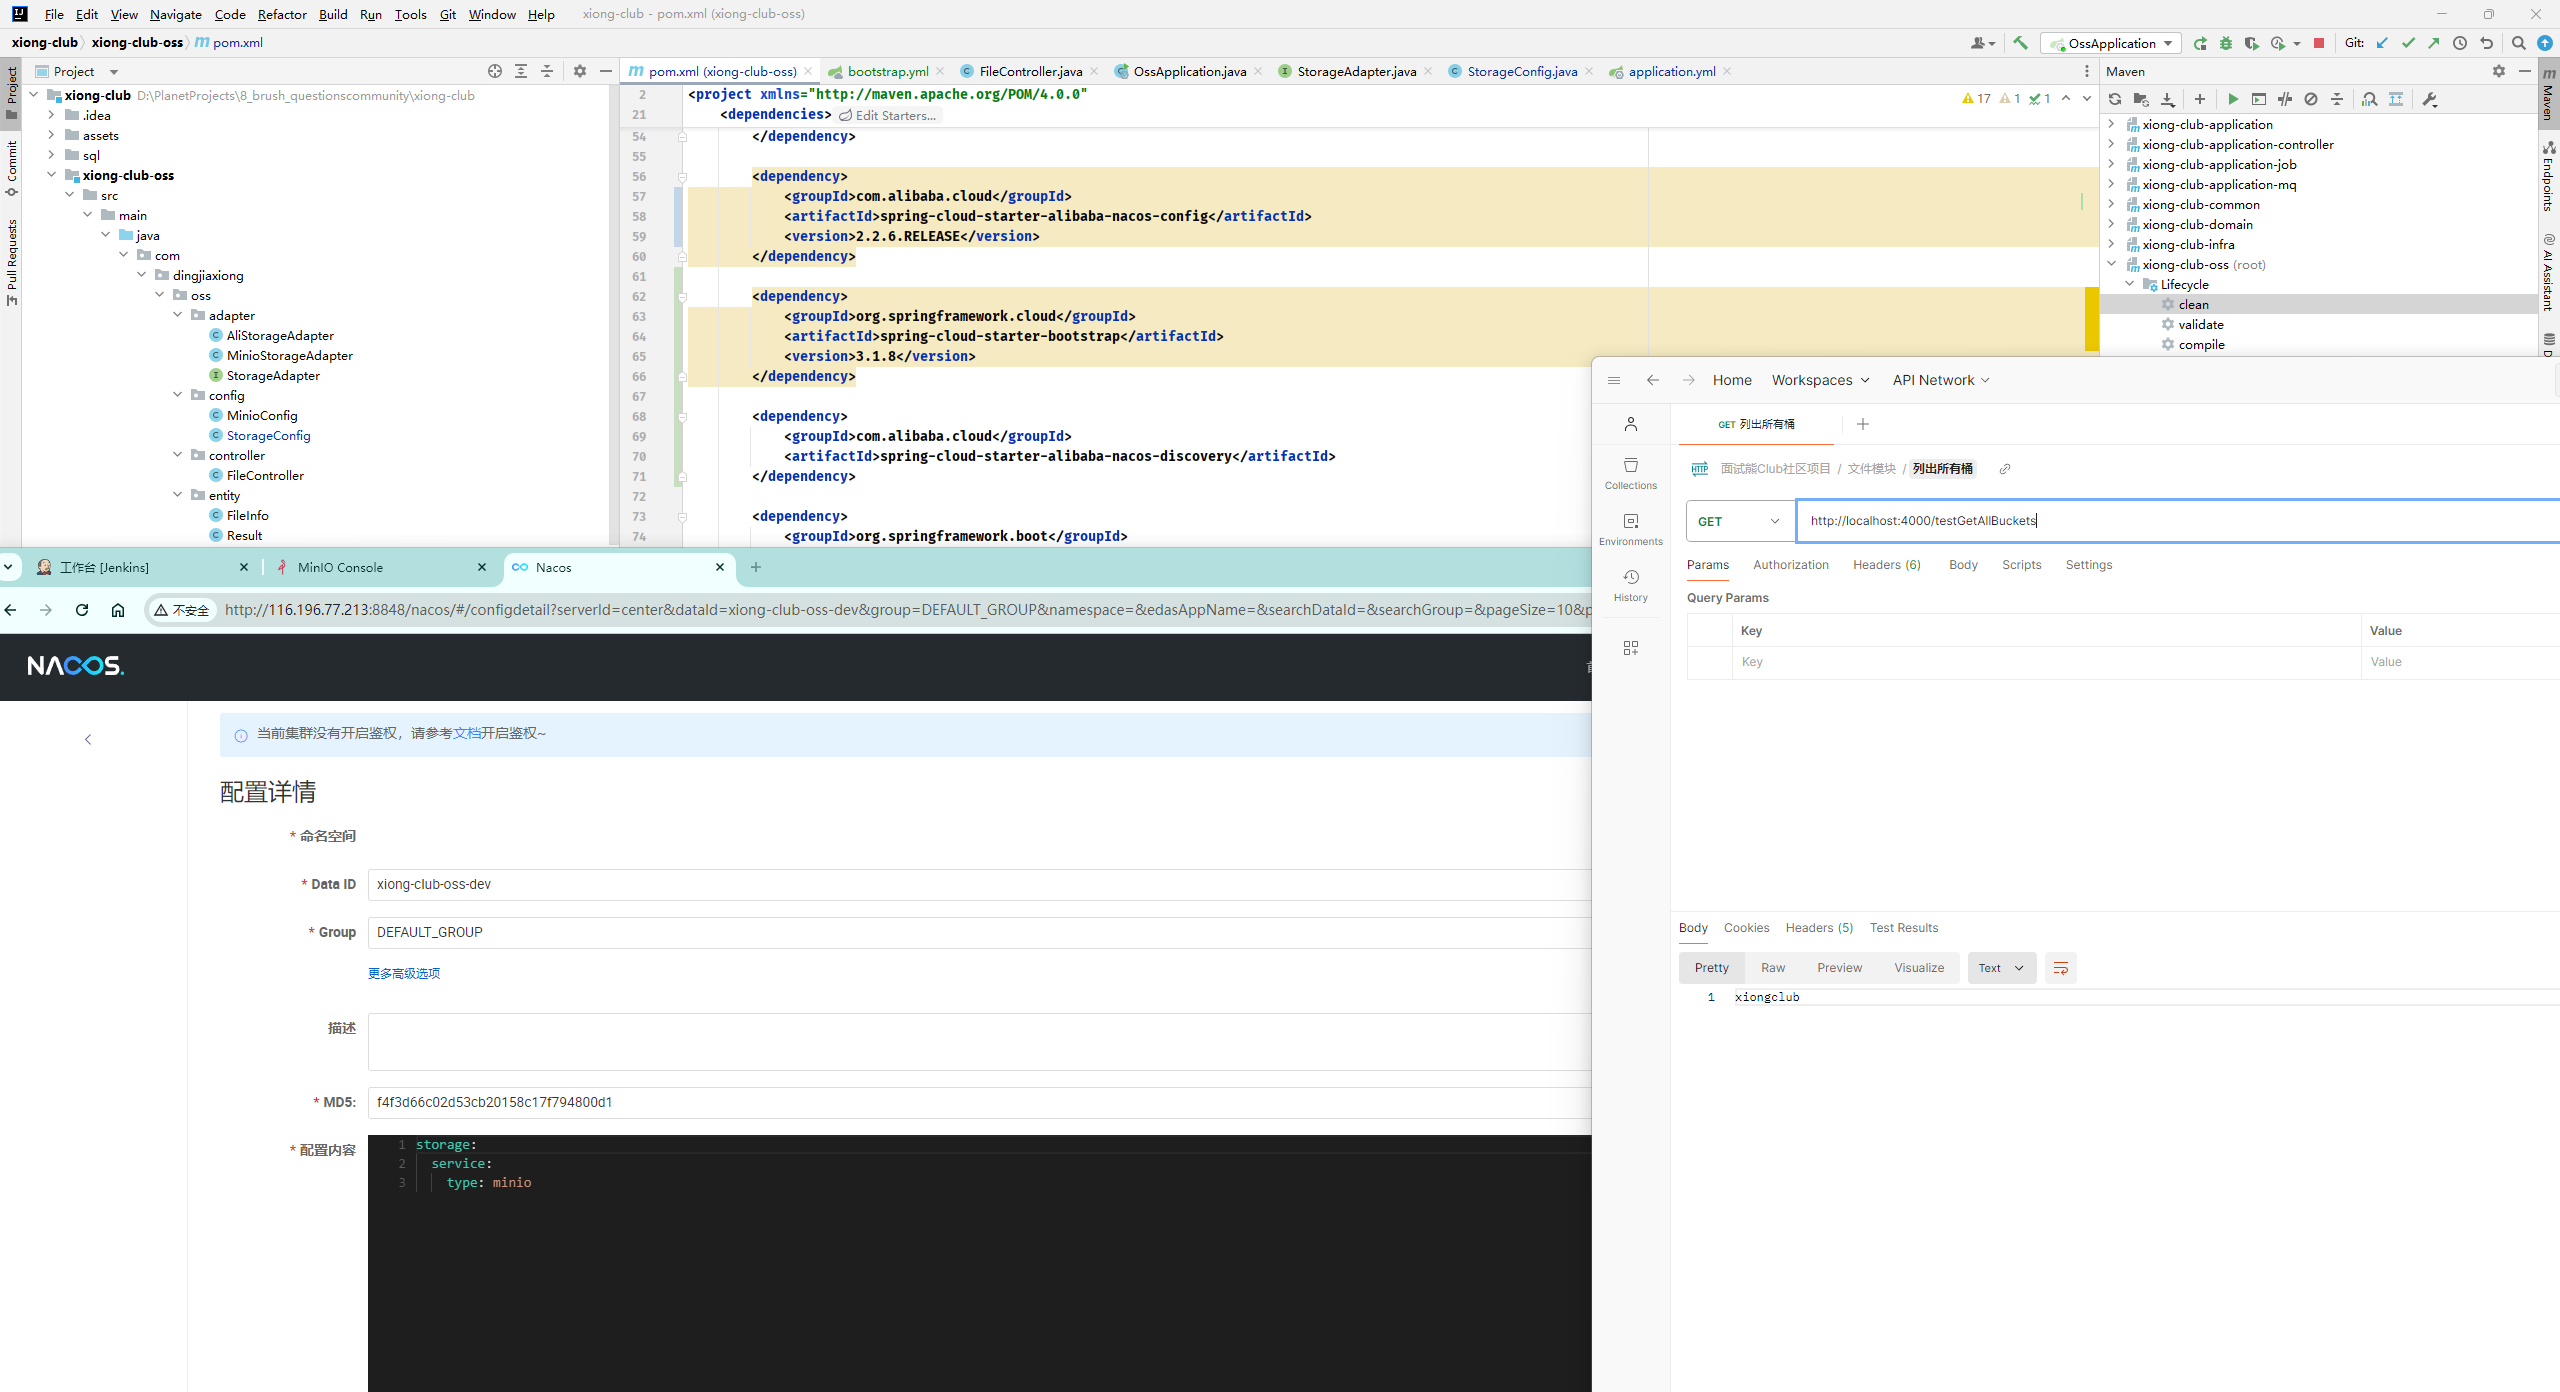 File Edit View Navigate Code Refactor Build Run Tools Git Window Help xiong-club - pom.xml (xiong-club-oss)
xiong-club xiong-club-oss pom.xml
OssApplication Git:
Project
Commit
Pull Requests
Project
xiong-club D:\PlanetProjects\8_brush_questionscommunity\xiong-club
.idea
assets
sql
xiong-club-oss
src
main
java
com
dingjiaxiong
oss
adapter
AliStorageAdapter
MinioStorageAdapter
StorageAdapter
config
MinioConfig
StorageConfig
controller
FileController
entity
FileInfo
Result
pom.xml (xiong-club-oss) bootstrap.yml FileController.java OssApplication.java StorageAdapter.java StorageConfig.java application.yml
17 1 1
2 <project xmlns="http://maven.apache.org/POM/4.0.0"
21 <dependencies> Edit Starters...
54 </dependency>
55
56 <dependency>
57 <groupId>com.alibaba.cloud</groupId>
58 <artifactId>spring-cloud-starter-alibaba-nacos-config</artifactId>
59 <version>2.2.6.RELEASE</version>
60 </dependency>
61
62 <dependency>
63 <groupId>org.springframework.cloud</groupId>
64 <artifactId>spring-cloud-starter-bootstrap</artifactId>
65 <version>3.1.8</version>
66 </dependency>
67
68 <dependency>
69 <groupId>com.alibaba.cloud</groupId>
70 <artifactId>spring-cloud-starter-alibaba-nacos-discovery</artifactId>
71 </dependency>
72
73 <dependency>
74 <groupId>org.springframework.boot</groupId>
Maven
xiong-club-application
xiong-club-application-controller
xiong-club-application-job
xiong-club-application-mq
xiong-club-common
xiong-club-domain
xiong-club-infra
xiong-club-oss (root)
Lifecycle
clean
validate
compile
Maven
Endpoints
AI Assistant
工作台 [Jenkins] MinIO Console Nacos
不安全 http://116.196.77.213:8848/nacos/#/configdetail?serverId=center&dataId=xiong-club-oss-dev&group=DEFAULT_GROUP&namespace=&edasAppName=&searchDataId=&searchGroup=&pageSize=10&p
NACOS.
当前集群没有开启鉴权，请参考文档开启鉴权~
配置详情
* 命名空间
* Data ID xiong-club-oss-dev
* Group DEFAULT_GROUP
更多高级选项
描述
* MD5: f4f3d66c02d53cb20158c17f794800d1
* 配置内容
1 storage:
2 service:
3 type: minio
Home Workspaces API Network
GET 列出所有桶
Collections
Environments
History
HTTP 面试熊Club社区项目 / 文件模块 / 列出所有桶
GET http://localhost:4000/testGetAllBuckets
Params Authorization Headers (6) Body Scripts Settings
Query Params
Key Value
Key Value
Body Cookies Headers (5) Test Results
Pretty Raw Preview Visualize Text
1 xiongclub